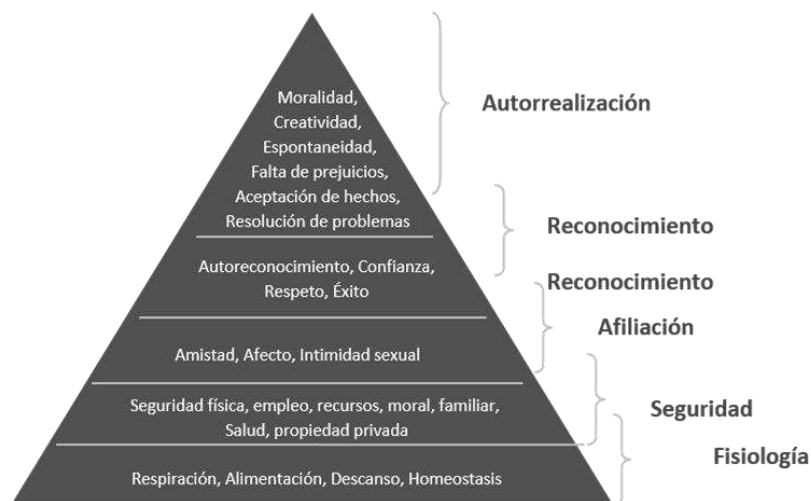 Moralidad,
Creatividad,
Espontaneidad,
Falta de prejuicios,
Aceptación de hechos,
Resolución de problemas
Autorrealización
Autoreconocimiento, Confianza,
Respeto, Éxito
Reconocimiento
Reconocimiento
Amistad, Afecto, Intimidad sexual
Afiliación
Seguridad física, empleo, recursos, moral, familiar,
Salud, propiedad privada
Seguridad
Respiración, Alimentación, Descanso, Homeostasis
Fisiología